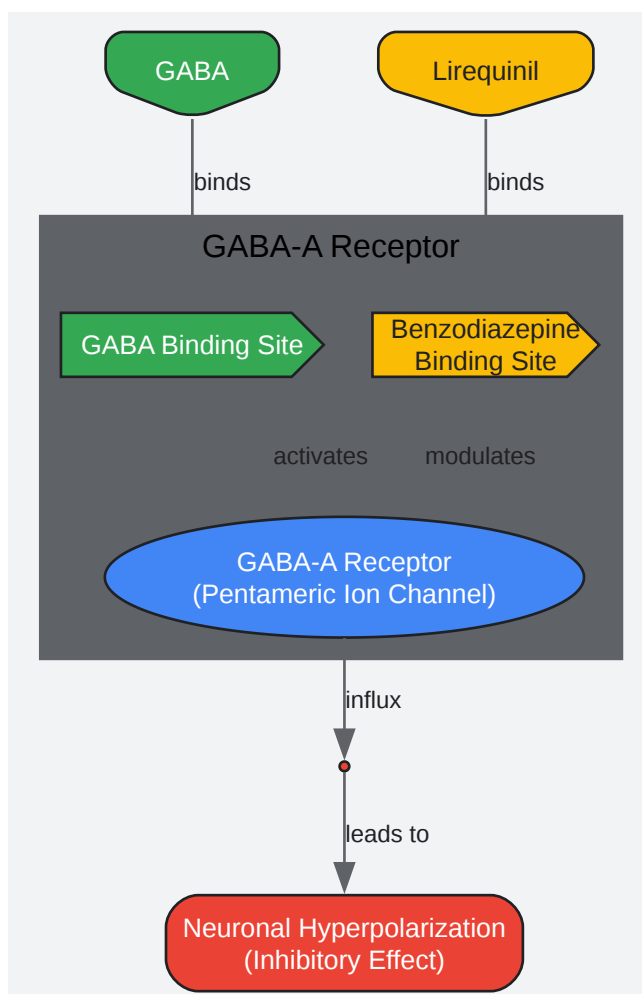 GABA
Lirequinil
binds
binds
GABA-A Receptor
GABA Binding Site
Benzodiazepine
Binding Site
activates
modulates
GABA-A Receptor
(Pentameric Ion Channel)
influx
leads to
Neuronal Hyperpolarization
(Inhibitory Effect)